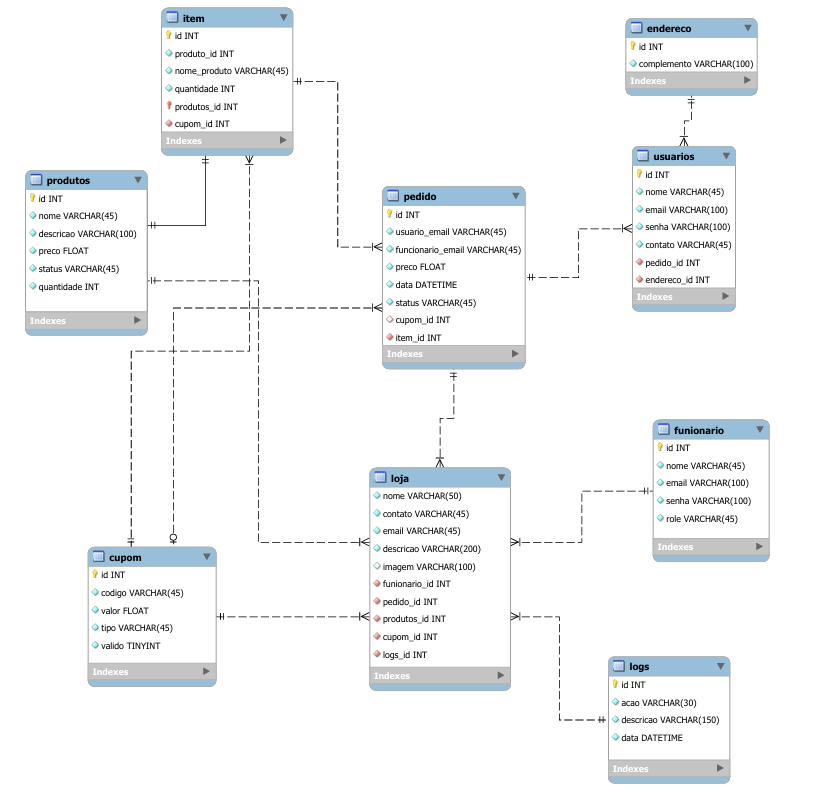 item
id INT
produto_id INT
nome_produto VARCHAR(45)
quantidade INT
produtos_id INT
cupom_id INT
Indexes
endereco
id INT
complemento VARCHAR(100)
Indexes
produtos
id INT
nome VARCHAR(45)
descricao VARCHAR(100)
preco FLOAT
status VARCHAR(45)
quantidade INT
Indexes
pedido
id INT
usuario_email VARCHAR(45)
funcionario_email VARCHAR(45)
preco FLOAT
data DATETIME
status VARCHAR(45)
cupom_id INT
item_id INT
Indexes
usuarios
id INT
nome VARCHAR(45)
email VARCHAR(100)
senha VARCHAR(100)
contato VARCHAR(45)
pedido_id INT
endereco_id INT
Indexes
cupom
id INT
codigo VARCHAR(45)
valor FLOAT
tipo VARCHAR(45)
valido TINYINT
Indexes
loja
nome VARCHAR(50)
contato VARCHAR(45)
email VARCHAR(45)
descricao VARCHAR(200)
imagem VARCHAR(100)
funionario_id INT
pedido_id INT
produtos_id INT
cupom_id INT
logs_id INT
Indexes
funionario
id INT
nome VARCHAR(45)
email VARCHAR(100)
senha VARCHAR(100)
role VARCHAR(45)
Indexes
logs
id INT
acao VARCHAR(30)
descricao VARCHAR(150)
data DATETIME
Indexes